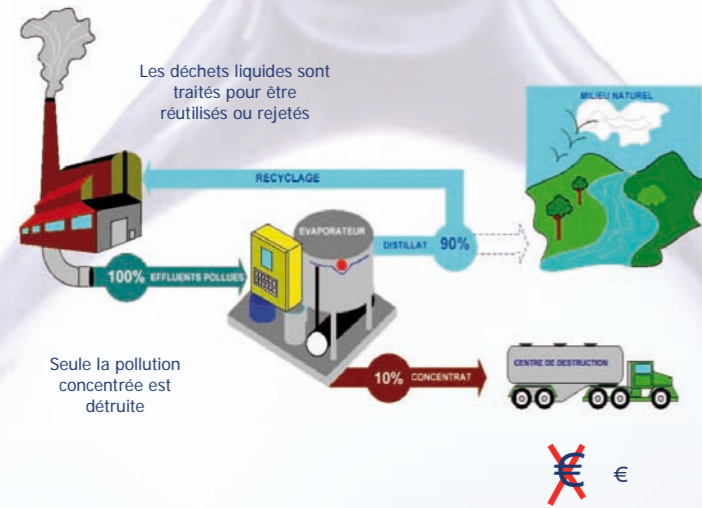 Les déchets liquides sont
traités pour être
réutilisés ou rejetés
MILIEU NATUREL
RECYCLAGE
EVAPORATEUR
DISTILLAT 90%
100% EFFLUENTS POLLUES
Seule la pollution
concentrée est
détruite
10% CONCENTRAT
CENTRE DE DESTRUCTION
€ €